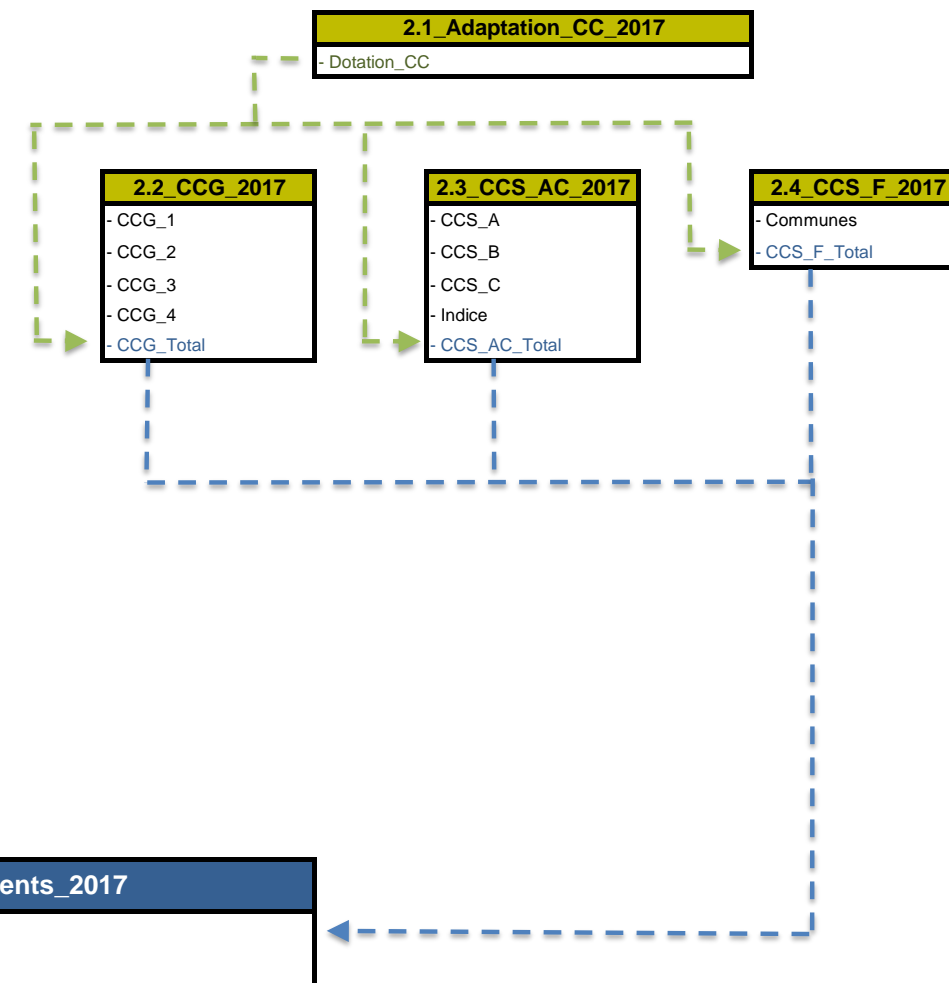 2.1_Adaptation_CC_2017
- Dotation_CC
2.2_CCG_2017
- CCG_1
- CCG_2
- CCG_3
- CCG_4
- CCG_Total
2.3_CCS_AC_2017
- CCS_A
- CCS_B
- CCS_C
- Indice
- CCS_AC_Total
2.4_CCS_F_2017
- Communes
- CCS_F_Total
ents_2017